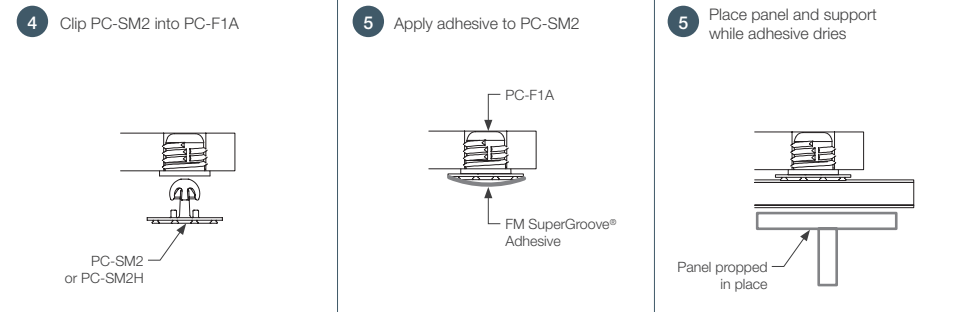 4 Clip PC-SM2 into PC-F1A
PC-SM2
or PC-SM2H
5 Apply adhesive to PC-SM2
PC-F1A
FM SuperGroove®
Adhesive
5 Place panel and support
while adhesive dries
Panel propped
in place